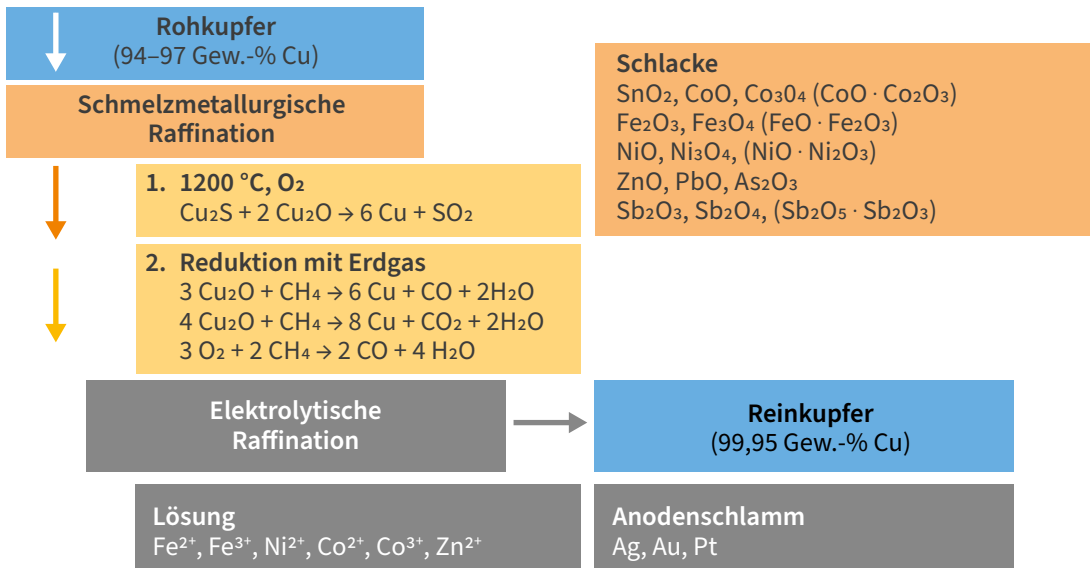 Rohkupfer
(94–97 Gew.-% Cu)
Schmelzmetallurgische
Raffination
Schlacke
SnO₂, CoO, Co₃0₄ (CoO · Co₂O₃)
Fe₂O₃, Fe₃O₄ (FeO · Fe₂O₃)
NiO, Ni₃O₄, (NiO · Ni₂O₃)
ZnO, PbO, As₂O₃
Sb₂O₃, Sb₂O₄, (Sb₂O₅ · Sb₂O₃)
1. 1200 °C, O₂
Cu₂S + 2 Cu₂O → 6 Cu + SO₂
2. Reduktion mit Erdgas
3 Cu₂O + CH₄ → 6 Cu + CO + 2H₂O
4 Cu₂O + CH₄ → 8 Cu + CO₂ + 2H₂O
3 O₂ + 2 CH₄ → 2 CO + 4 H₂O
Elektrolytische
Raffination
Reinkupfer
(99,95 Gew.-% Cu)
Lösung
Fe²⁺, Fe³⁺, Ni²⁺, Co²⁺, Co³⁺, Zn²⁺
Anodenschlamm
Ag, Au, Pt